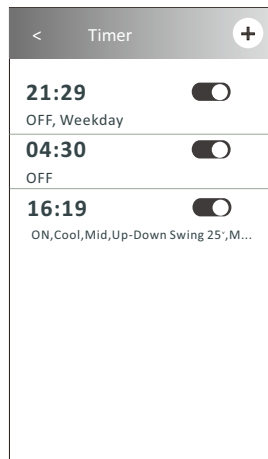 < Timer +
21:29
OFF, Weekday
04:30
OFF
16:19
ON,Cool,Mid,Up-Down Swing 25°,M...